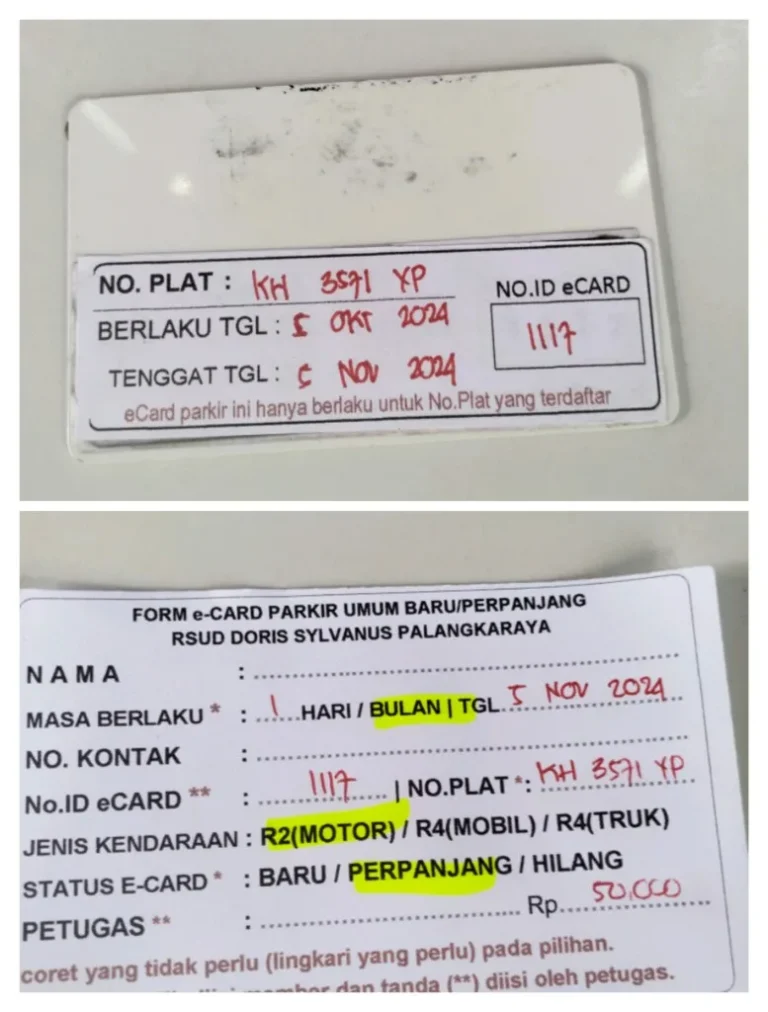 NO. PLAT : KH 3571 YP
BERLAKU TGL : 5 OKT 2024
TENGGAT TGL : 5 NOV 2024
NO.ID eCARD
1117
eCard parkir ini hanya berlaku untuk No.Plat yang terdaftar
FORM e-CARD PARKIR UMUM BARU/PERPANJANG
RSUD DORIS SYLVANUS PALANGKARAYA
NAMA :
MASA BERLAKU * : 1 HARI / BULAN | TGL. 5 NOV 2024
NO. KONTAK :
No.ID eCARD ** : 1117 | NO.PLAT *: KH 3571 YP
JENIS KENDARAAN : R2(MOTOR) / R4(MOBIL) / R4(TRUK)
STATUS E-CARD * : BARU / PERPANJANG / HILANG
PETUGAS ** : Rp. 50,000
coret yang tidak perlu (lingkari yang perlu) pada pilihan.
dan tanda (**) diisi oleh petugas.